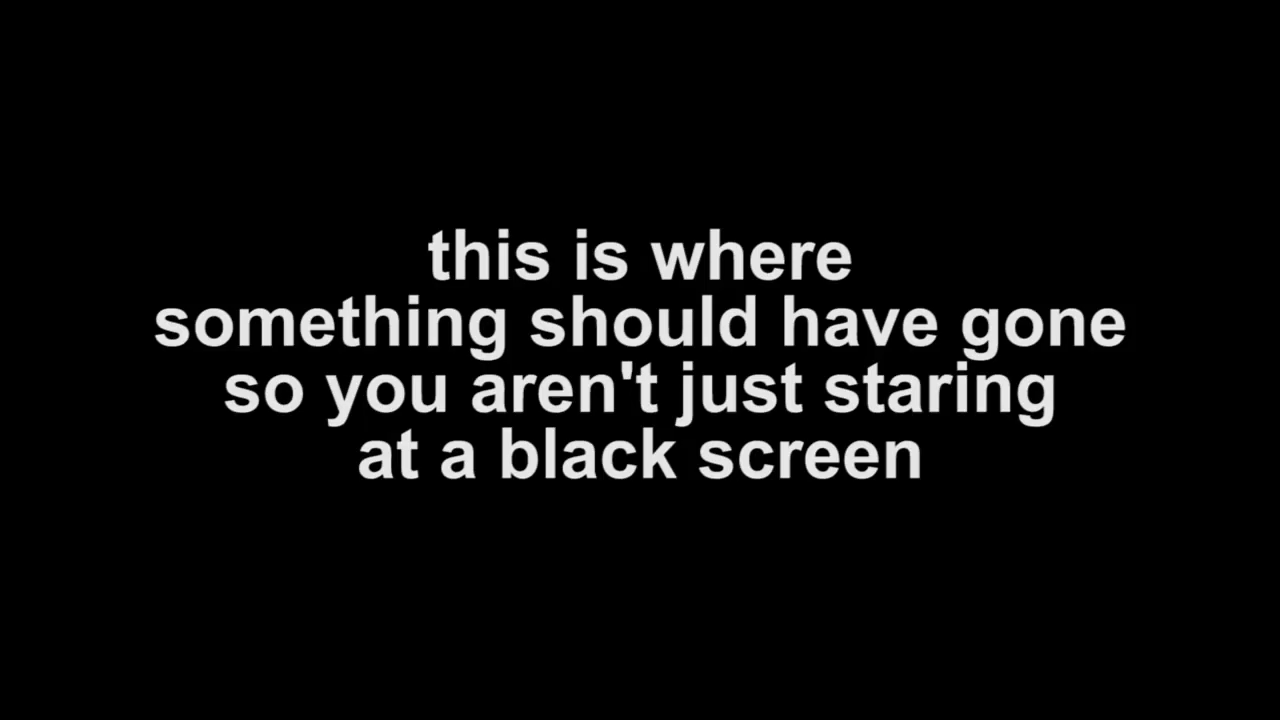 this is where
something should have gone
so you aren't just staring
at a black screen